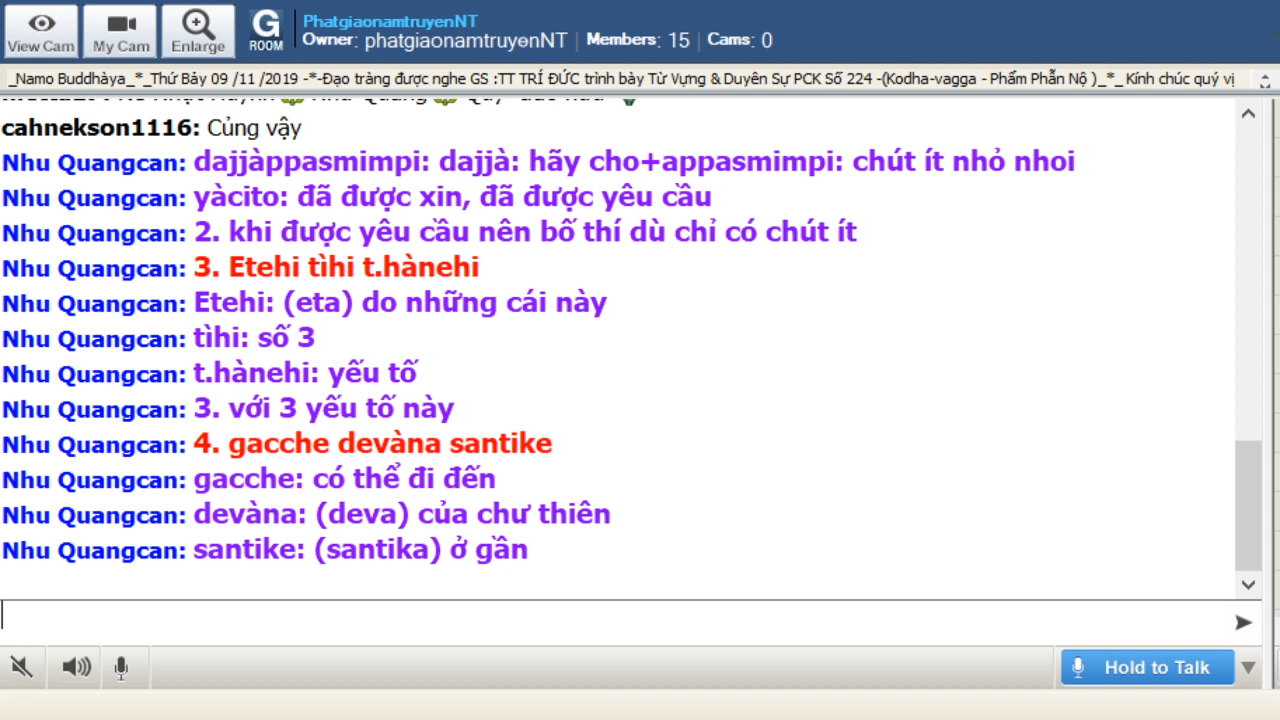 View Cam
My Cam
Enlarge
G ROOM
PhatgiaonamtruyenNT
Owner: phatgiaonamtruyenNT | Members: 15 | Cams: 0
_Namo Buddhàya_*_Thứ Bảy 09 /11 /2019 -*-Đạo tràng được nghe GS :TT TRÍ ĐỨC trình bày Từ Vựng & Duyên Sự PCK Số 224 -(Kodha-vagga - Phẩm Phẫn Nộ )_*_ Kính chúc quý vị
cahnekson1116: Củng vậy
Nhu Quangcan: dajjàppasmimpi: dajjà: hãy cho+appasmimpi: chút ít nhỏ nhoi
Nhu Quangcan: yàcito: đã được xin, đã được yêu cầu
Nhu Quangcan: 2. khi được yêu cầu nên bố thí dù chỉ có chút ít
Nhu Quangcan: 3. Etehi tìhi t.hànehi
Nhu Quangcan: Etehi: (eta) do những cái này
Nhu Quangcan: tìhi: số 3
Nhu Quangcan: t.hànehi: yếu tố
Nhu Quangcan: 3. với 3 yếu tố này
Nhu Quangcan: 4. gacche devàna santike
Nhu Quangcan: gacche: có thể đi đến
Nhu Quangcan: devàna: (deva) của chư thiên
Nhu Quangcan: santike: (santika) ở gần
Hold to Talk